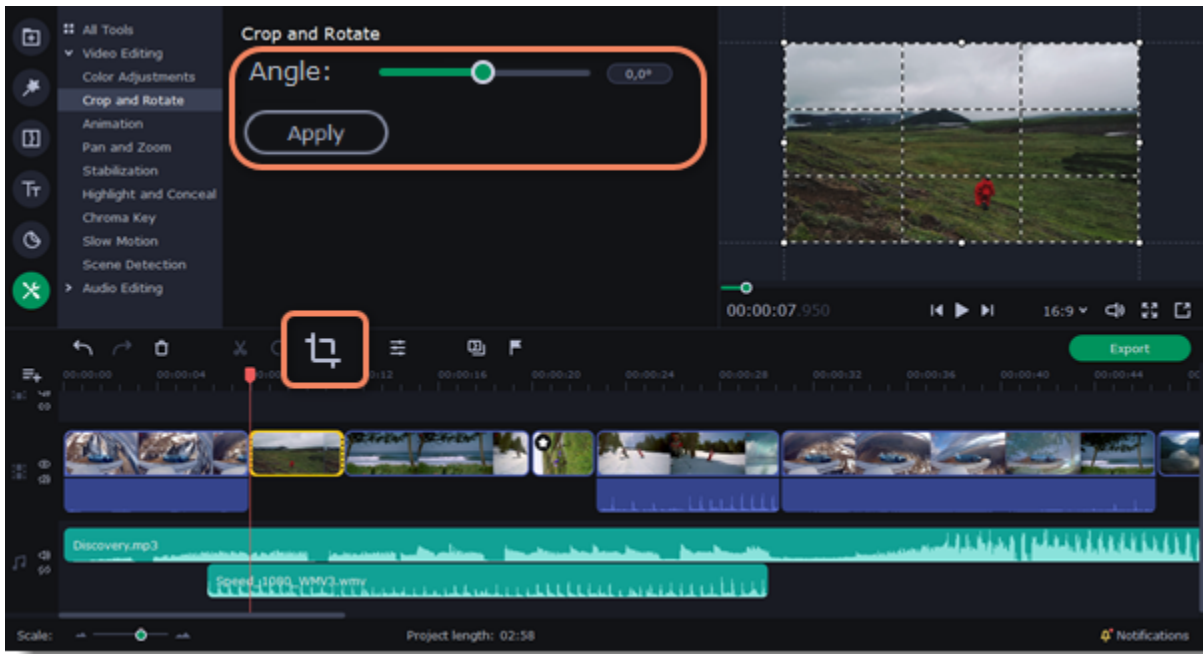 All Tools
Video Editing
Color Adjustments
Crop and Rotate
Animation
Pan and Zoom
Stabilization
Highlight and Conceal
Chroma Key
Slow Motion
Scene Detection
Audio Editing
Crop and Rotate
Angle:
0,0°
Apply
00:00:07.950
16:9
Export
00:00:00 00:00:04 00:00:16 00:00:20 00:00:24 00:00:28 00:00:32 00:00:36 00:00:40 00:00:44
Discovery.mp3
Speed_1080_WMV3.wmv
Scale:
Project length: 02:58
Notifications